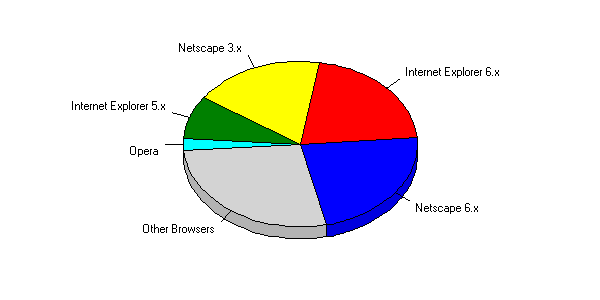 Netscape 3.x
Internet Explorer 6.x
Internet Explorer 5.x
Opera
Netscape 6.x
Other Browsers